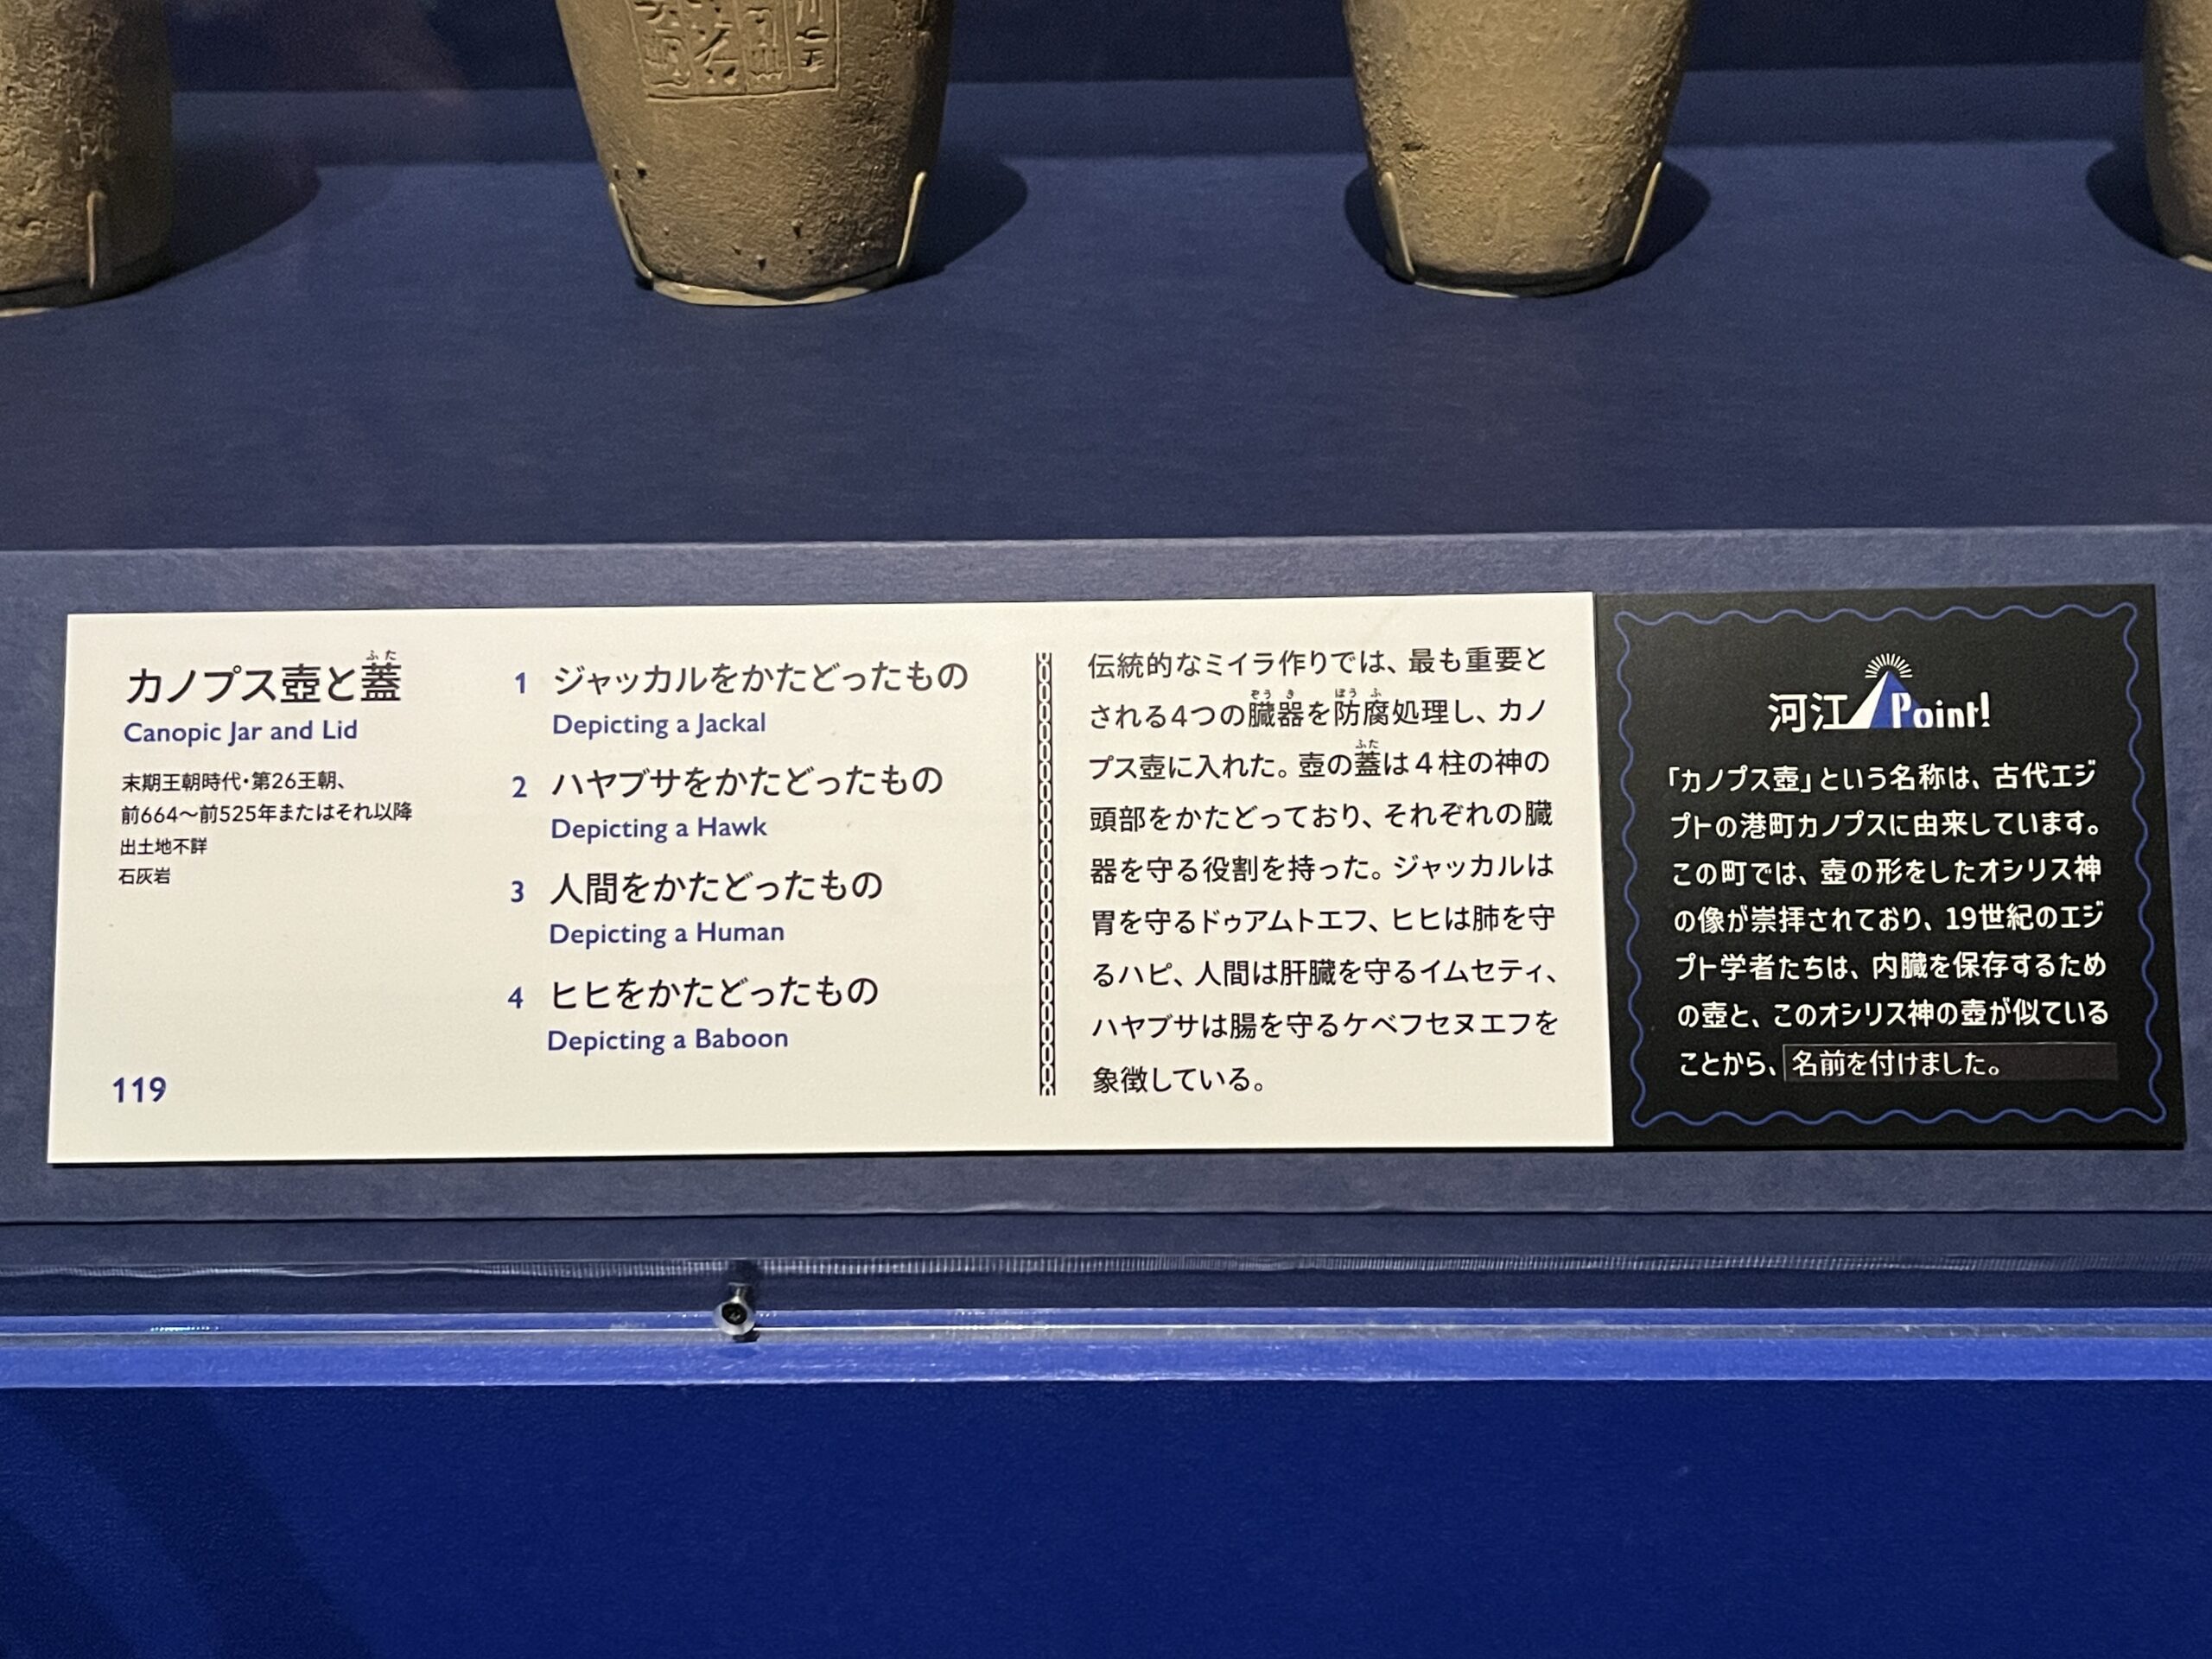 カノプス壺と蓋
ふた
Canopic Jar and Lid
末期王朝時代・第26王朝、
前664〜前525年またはそれ以降
出土地不詳
石灰岩
119
1 ジャッカルをかたどったもの
Depicting a Jackal
2 ハヤブサをかたどったもの
Depicting a Hawk
3 人間をかたどったもの
Depicting a Human
4 ヒヒをかたどったもの
Depicting a Baboon
伝統的なミイラ作りでは、最も重要と
ぞうき ぼうふ
される4つの臓器を防腐処理し、カノ
ふた
プス壺に入れた。壺の蓋は4柱の神の
頭部をかたどっており、それぞれの臓
器を守る役割を持った。ジャッカルは
胃を守るドゥアムトエフ、ヒヒは肺を守
るハピ、人間は肝臓を守るイムセティ、
ハヤブサは腸を守るケベフセヌエフを
象徴している。
河江 Point!
「カノプス壺」という名称は、古代エジ
プトの港町カノプスに由来しています。
この町では、壺の形をしたオシリス神
の像が崇拝されており、19世紀のエジ
プト学者たちは、内臓を保存するため
の壺と、このオシリス神の壺が似ている
ことから、名前を付けました。